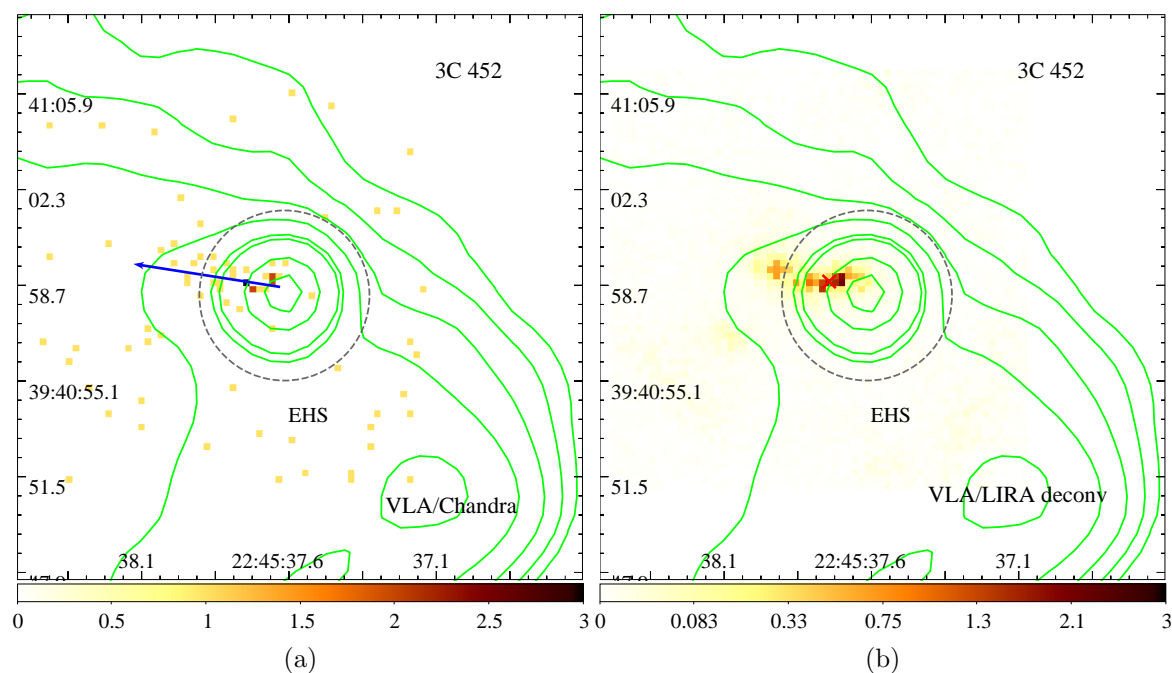 3C 452
41:05.9
02.3
58.7
39:40:55.1
EHS
51.5
VLA/Chandra
38.1 22:45:37.6 37.1
0 0.5 1 1.5 2 2.5 3
(a)
3C 452
41:05.9
02.3
58.7
39:40:55.1
EHS
51.5
VLA/LIRA deconv
38.1 22:45:37.6 37.1
0 0.083 0.33 0.75 1.3 2.1 3
(b)